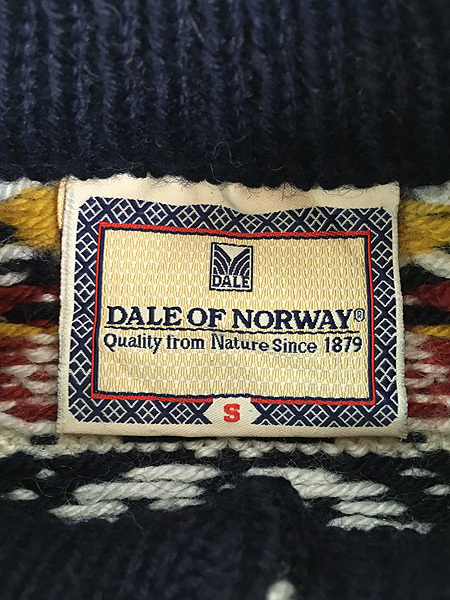 DALE
DALE OF NORWAY®
Quality from Nature Since 1879
S